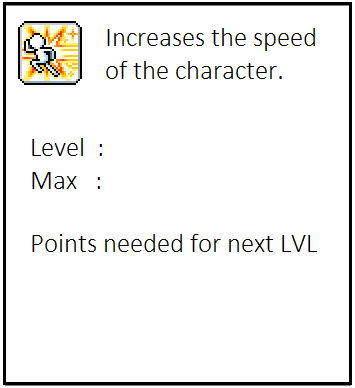 Increases the speed
of the character.
Level :
Max :
Points needed for next LVL